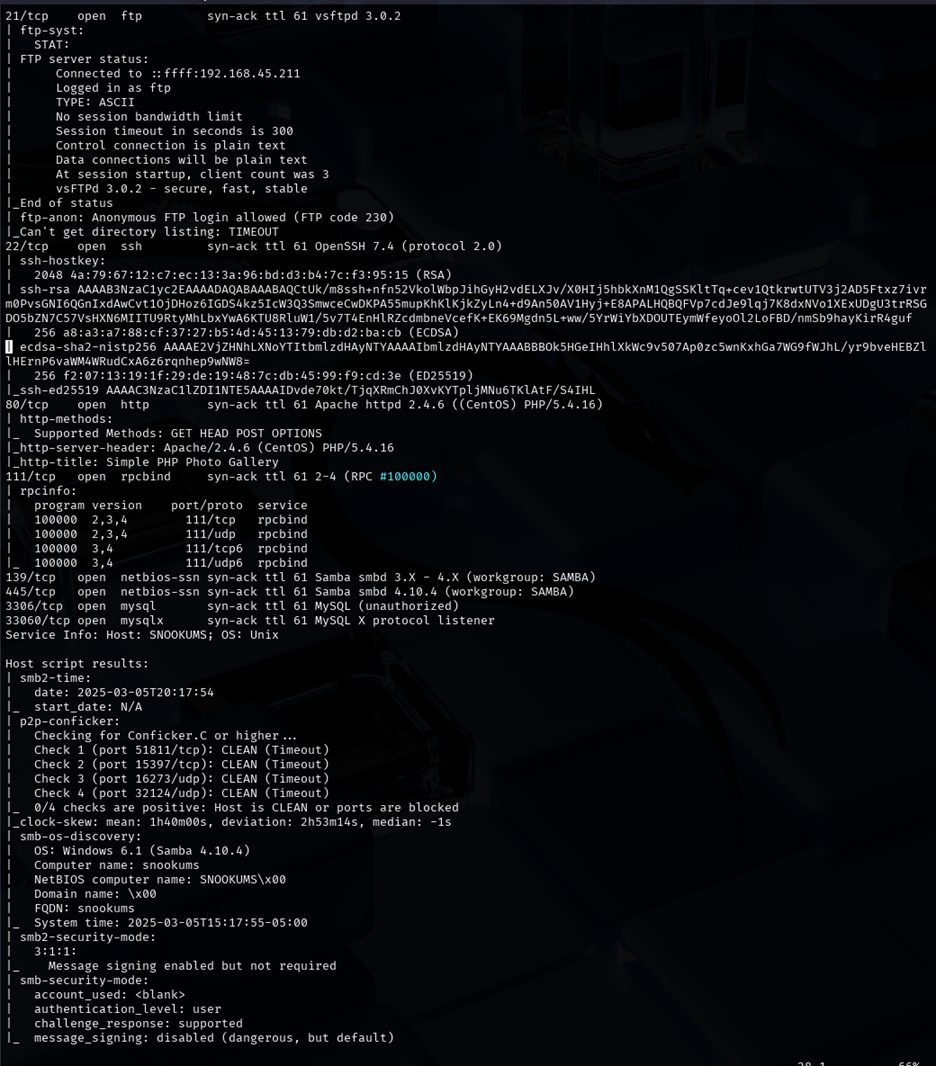 21/tcp    open  ftp         syn-ack ttl 61 vsftpd 3.0.2
| ftp-syst:
|   STAT:
| FTP server status:
|      Connected to ::ffff:192.168.45.211
|      Logged in as ftp
|      TYPE: ASCII
|      No session bandwidth limit
|      Session timeout in seconds is 300
|      Control connection is plain text
|      Data connections will be plain text
|      At session startup, client count was 3
|      vsFTPd 3.0.2 - secure, fast, stable
|_End of status
| ftp-anon: Anonymous FTP login allowed (FTP code 230)
|_Can't get directory listing: TIMEOUT
22/tcp    open  ssh         syn-ack ttl 61 OpenSSH 7.4 (protocol 2.0)
| ssh-hostkey:
|   2048 4a:79:67:12:c7:ec:13:3a:96:bd:d3:b4:7c:f3:95:15 (RSA)
| ssh-rsa AAAAB3NzaC1yc2EAAAADAQABAAABAQCtUk/m8ssh+nfn52VkolWbpJihGyH2vdELXJv/X0HIj5hbkXnM1QgSSKltTq+cev1QtkrwtUTV3j2AD5Ftxz7ivr
m0PvsGNI6QGnIxdAwCvt1OjDHoz6IGDS4kz5IcW3Q3SmwceCwDKPA55mupKhKlKjkZyLn4+d9An50AV1Hyj+E8APALHQBQFVp7cdJe9lqj7K8dxNVo1XExUDgU3trRSG
DO5bZN7C57VsHXN6MIITU9RtyMhLbxYwA6KTU8RluW1/5v7T4EnHlRZcdmbneVcefK+EK69Mgdn5L+ww/5YrWiYbXDOUTEymWfeyoOl2LoFBD/nmSb9hayKirR4guf
|   256 a8:a3:a7:88:cf:37:27:b5:4d:45:13:79:db:d2:ba:cb (ECDSA)
| ecdsa-sha2-nistp256 AAAAE2VjZHNhLXNoYTItbmlzdHAyNTYAAAAIbmlzdHAyNTYAAABBBOk5HGeIHhlXkWc9v507Ap0zc5wnKxhGa7WG9fWJhL/yr9bveHEBZl
lHErnP6vaWM4WRudCxA6z6rqnhep9wNW8=
|   256 f2:07:13:19:1f:29:de:19:48:7c:db:45:99:f9:cd:3e (ED25519)
|_ssh-ed25519 AAAAC3NzaC1lZDI1NTE5AAAAIDvde70kt/TjqXRmChJ0XvKYTpljMNu6TKlAtF/S4IHL
80/tcp    open  http        syn-ack ttl 61 Apache httpd 2.4.6 ((CentOS) PHP/5.4.16)
| http-methods:
|_  Supported Methods: GET HEAD POST OPTIONS
|_http-server-header: Apache/2.4.6 (CentOS) PHP/5.4.16
|_http-title: Simple PHP Photo Gallery
111/tcp   open  rpcbind     syn-ack ttl 61 2-4 (RPC #100000)
| rpcinfo:
|   program version    port/proto  service
|   100000  2,3,4        111/tcp   rpcbind
|   100000  2,3,4        111/udp   rpcbind
|   100000  3,4          111/tcp6  rpcbind
|_  100000  3,4          111/udp6  rpcbind
139/tcp   open  netbios-ssn syn-ack ttl 61 Samba smbd 3.X - 4.X (workgroup: SAMBA)
445/tcp   open  netbios-ssn syn-ack ttl 61 Samba smbd 4.10.4 (workgroup: SAMBA)
3306/tcp  open  mysql       syn-ack ttl 61 MySQL (unauthorized)
33060/tcp open  mysqlx      syn-ack ttl 61 MySQL X protocol listener
Service Info: Host: SNOOKUMS; OS: Unix
Host script results:
| smb2-time:
|   date: 2025-03-05T20:17:54
|_  start_date: N/A
| p2p-conficker:
|   Checking for Conficker.C or higher...
|   Check 1 (port 51811/tcp): CLEAN (Timeout)
|   Check 2 (port 15397/tcp): CLEAN (Timeout)
|   Check 3 (port 16273/udp): CLEAN (Timeout)
|   Check 4 (port 32124/udp): CLEAN (Timeout)
|_  0/4 checks are positive: Host is CLEAN or ports are blocked
|_clock-skew: mean: 1h40m00s, deviation: 2h53m14s, median: -1s
| smb-os-discovery:
|   OS: Windows 6.1 (Samba 4.10.4)
|   Computer name: snookums
|   NetBIOS computer name: SNOOKUMS\x00
|   Domain name: \x00
|   FQDN: snookums
|_  System time: 2025-03-05T15:17:55-05:00
| smb2-security-mode:
|   3:1:1:
|_    Message signing enabled but not required
| smb-security-mode:
|   account_used: <blank>
|   authentication_level: user
|   challenge_response: supported
|_  message_signing: disabled (dangerous, but default)